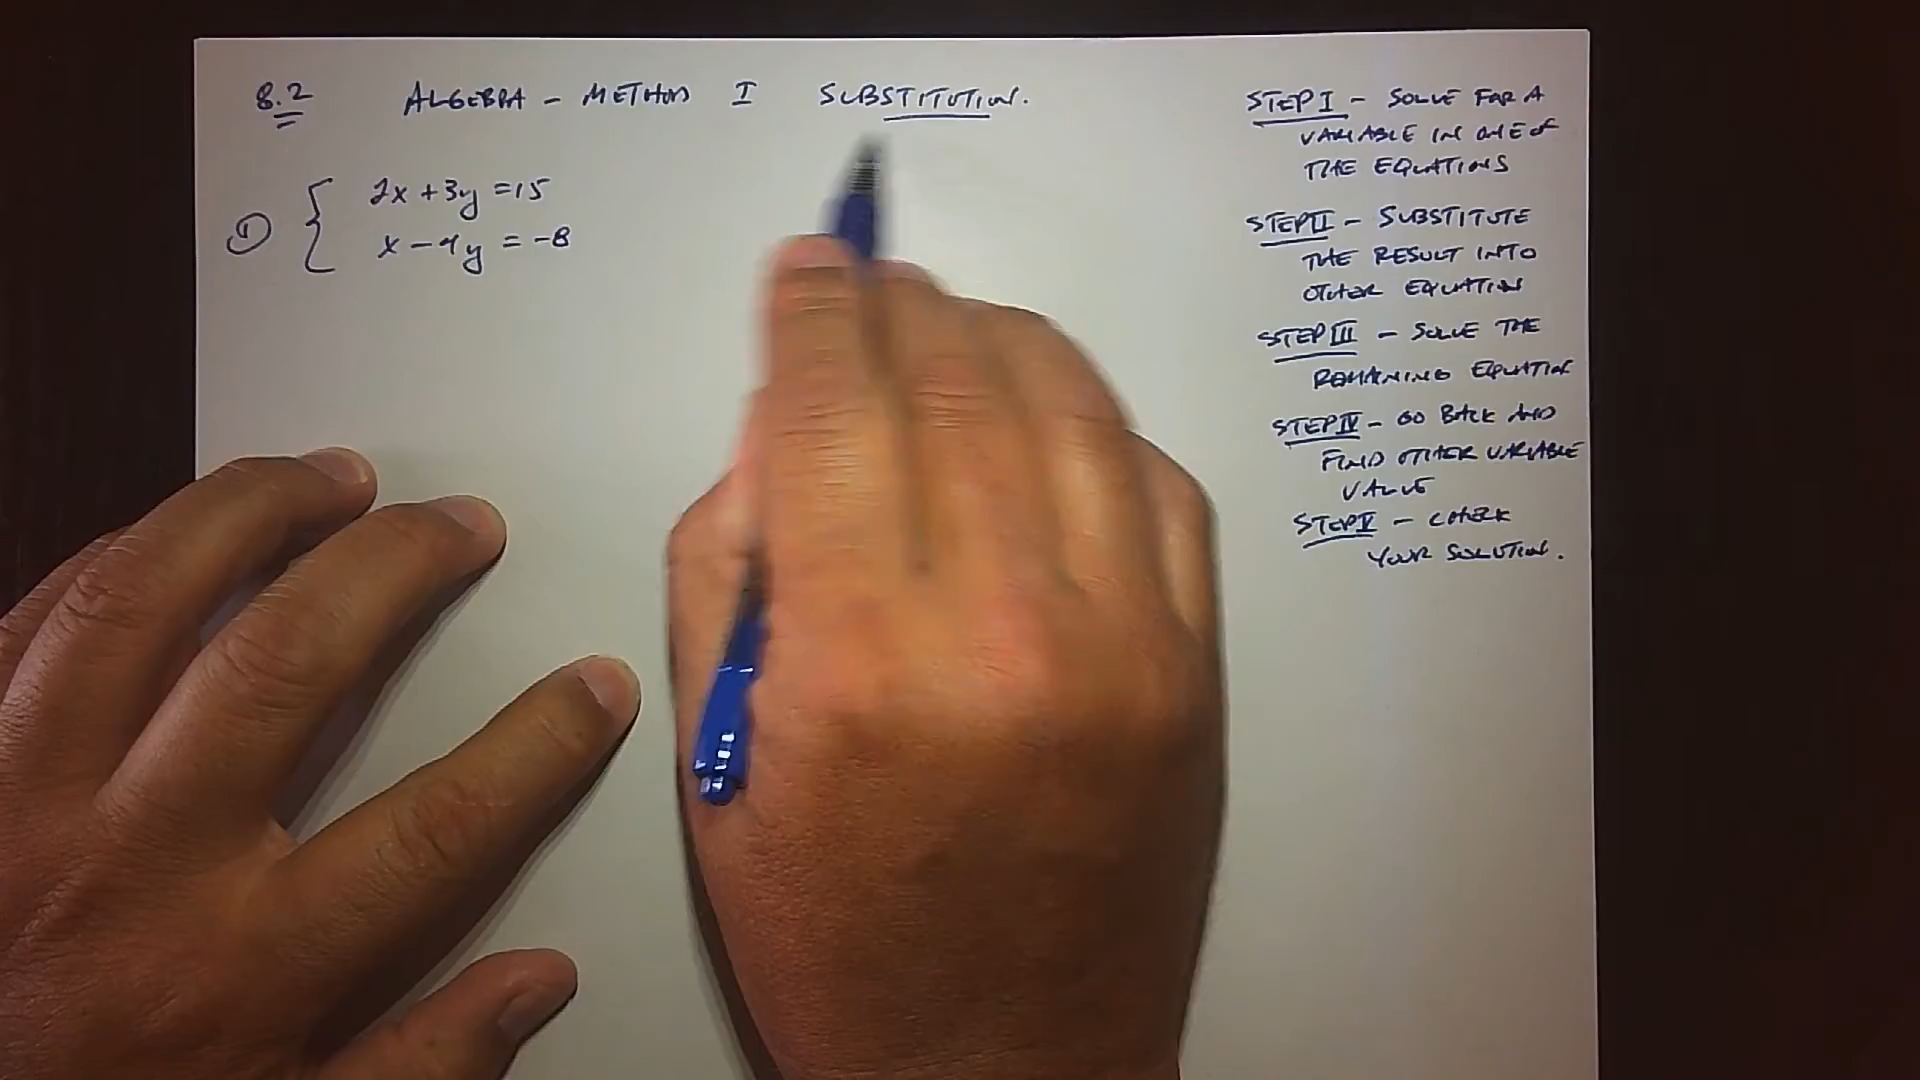 8.2 ALGEBRA - METHOD I SUBSTITUTION.
① { 2x + 3y = 15
x - 4y = -8
STEP I - SOLVE FOR A
VARIABLE IN ONE OF
THE EQUATIONS
STEP II - SUBSTITUTE
THE RESULT INTO
OTHER EQUATION
STEP III - SOLVE THE
REMAINING EQUATION
STEP IV - GO BACK AND
FIND OTHER VARIABLE
VALUE
STEP V - CHECK
YOUR SOLUTION.